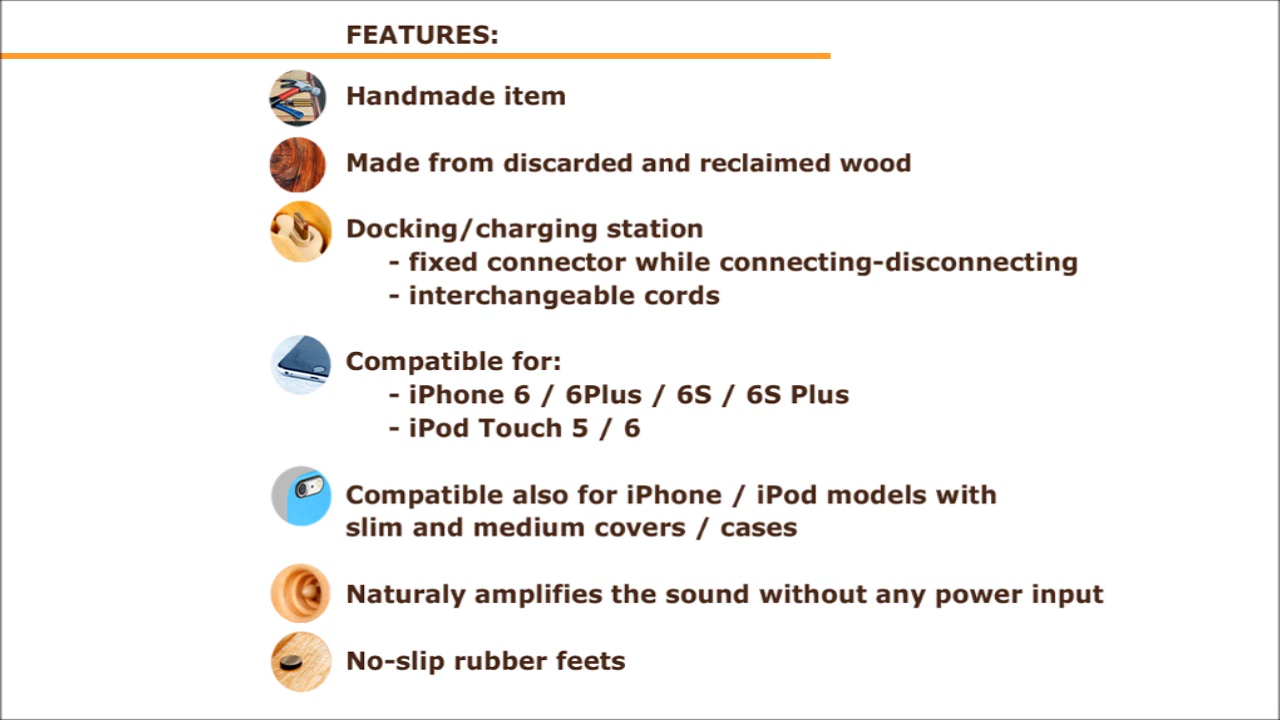 FEATURES:
Handmade item
Made from discarded and reclaimed wood
Docking/charging station
- fixed connector while connecting-disconnecting
- interchangeable cords
Compatible for:
- iPhone 6 / 6Plus / 6S / 6S Plus
- iPod Touch 5 / 6
Compatible also for iPhone / iPod models with
slim and medium covers / cases
Naturaly amplifies the sound without any power input
No-slip rubber feets